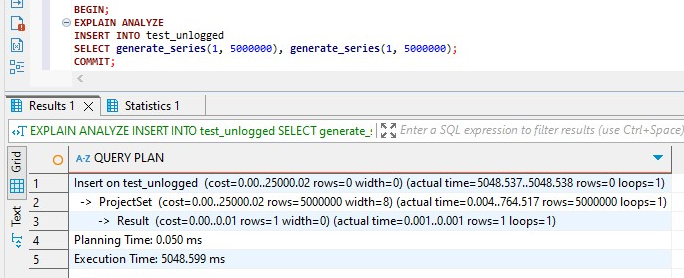 BEGIN;
EXPLAIN ANALYZE
INSERT INTO test_unlogged
SELECT generate_series(1, 5000000), generate_series(1, 5000000);
COMMIT;
Results 1
Statistics 1
EXPLAIN ANALYZE INSERT INTO test_unlogged SELECT generate_
Enter a SQL expression to filter results (use Ctrl+Space)
Grid
Text
A-Z QUERY PLAN
1 Insert on test_unlogged (cost=0.00..25000.02 rows=0 width=0) (actual time=5048.537..5048.538 rows=0 loops=1)
2 -> ProjectSet (cost=0.00..25000.02 rows=5000000 width=8) (actual time=0.004..764.517 rows=5000000 loops=1)
3 -> Result (cost=0.00..0.01 rows=1 width=0) (actual time=0.001..0.001 rows=1 loops=1)
4 Planning Time: 0.050 ms
5 Execution Time: 5048.599 ms